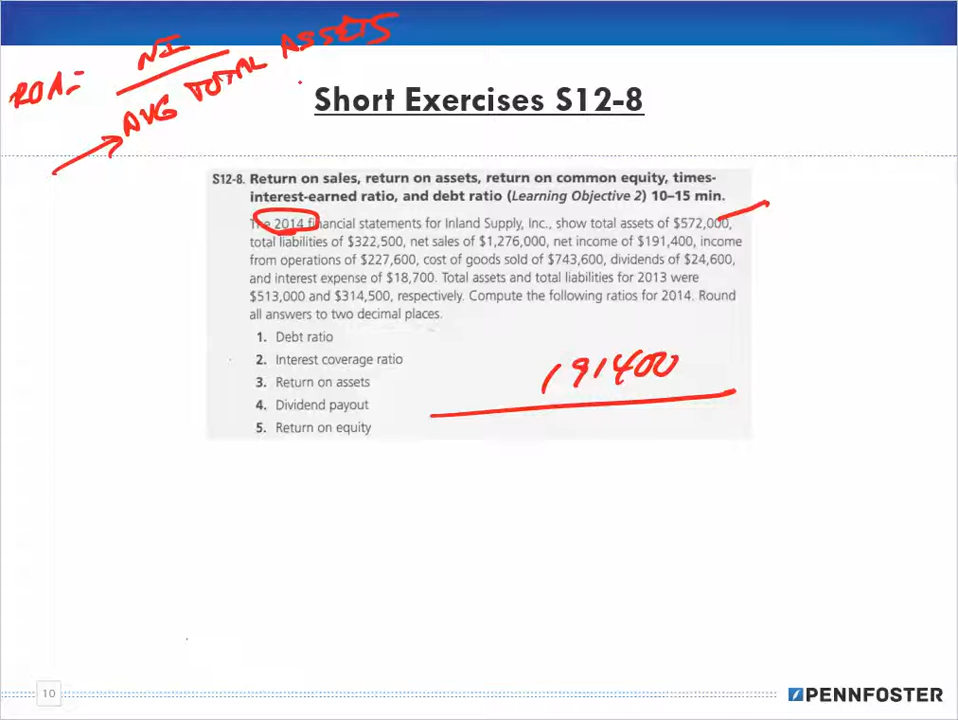 ROA = NI
AVG TOTAL ASSETS
Short Exercises S12-8
S12-8. Return on sales, return on assets, return on common equity, times-
interest-earned ratio, and debt ratio (Learning Objective 2) 10–15 min.
The 2014 financial statements for Inland Supply, Inc., show total assets of $572,000,
total liabilities of $322,500, net sales of $1,276,000, net income of $191,400, income
from operations of $227,600, cost of goods sold of $743,600, dividends of $24,600,
and interest expense of $18,700. Total assets and total liabilities for 2013 were
$513,000 and $314,500, respectively. Compute the following ratios for 2014. Round
all answers to two decimal places.
1. Debt ratio
2. Interest coverage ratio
3. Return on assets
4. Dividend payout
5. Return on equity
191400
10
PENNFOSTER